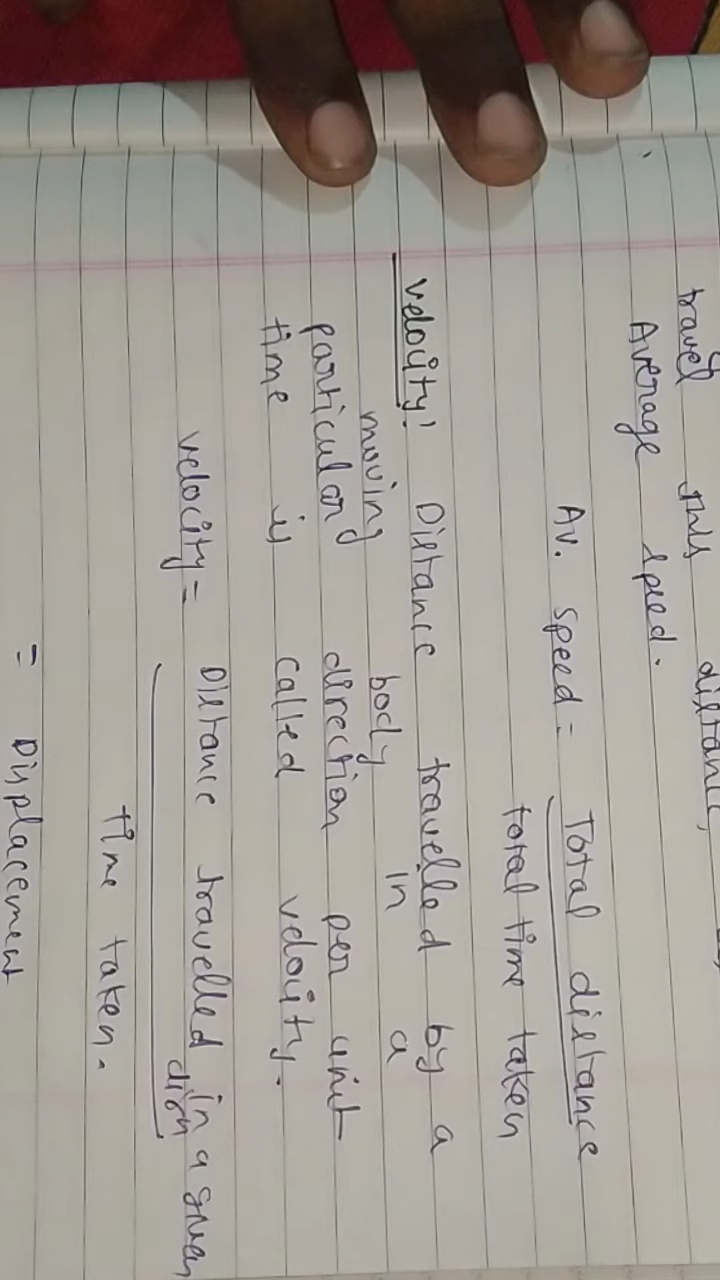 travel this distance,
Average speed.
Av. speed = Total distance
total time taken
velocity: Distance travelled by a
moving body in a
particular direction per unit
time is called velocity.
velocity = Distance travelled in a given
dirn
time taken.
= Displacement